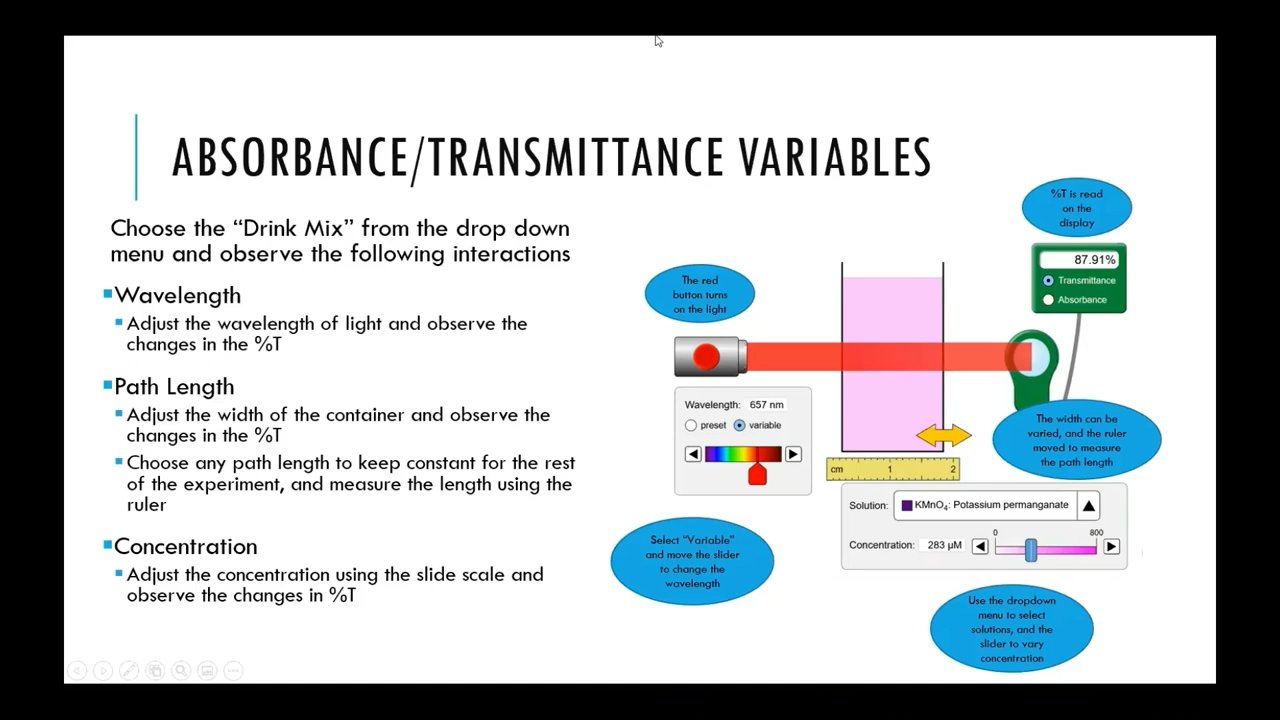 ABSORBANCE/TRANSMITTANCE VARIABLES
Choose the “Drink Mix” from the drop down
menu and observe the following interactions
Wavelength
Adjust the wavelength of light and observe the
changes in the %T
Path Length
Adjust the width of the container and observe the
changes in the %T
Choose any path length to keep constant for the rest
of the experiment, and measure the length using the
ruler
Concentration
Adjust the concentration using the slide scale and
observe the changes in %T
%T is read
on the
display
87.91%
Transmittance
Absorbance
The red
button turns
on the light
Wavelength: 657 nm
preset variable
The width can be
varied, and the ruler
moved to measure
the path length
cm 1 2
Solution: KMnO₄: Potassium permanganate
0 800
Concentration: 283 µM
Select “Variable”
and move the slider
to change the
wavelength
Use the dropdown
menu to select
solutions, and the
slider to vary
concentration